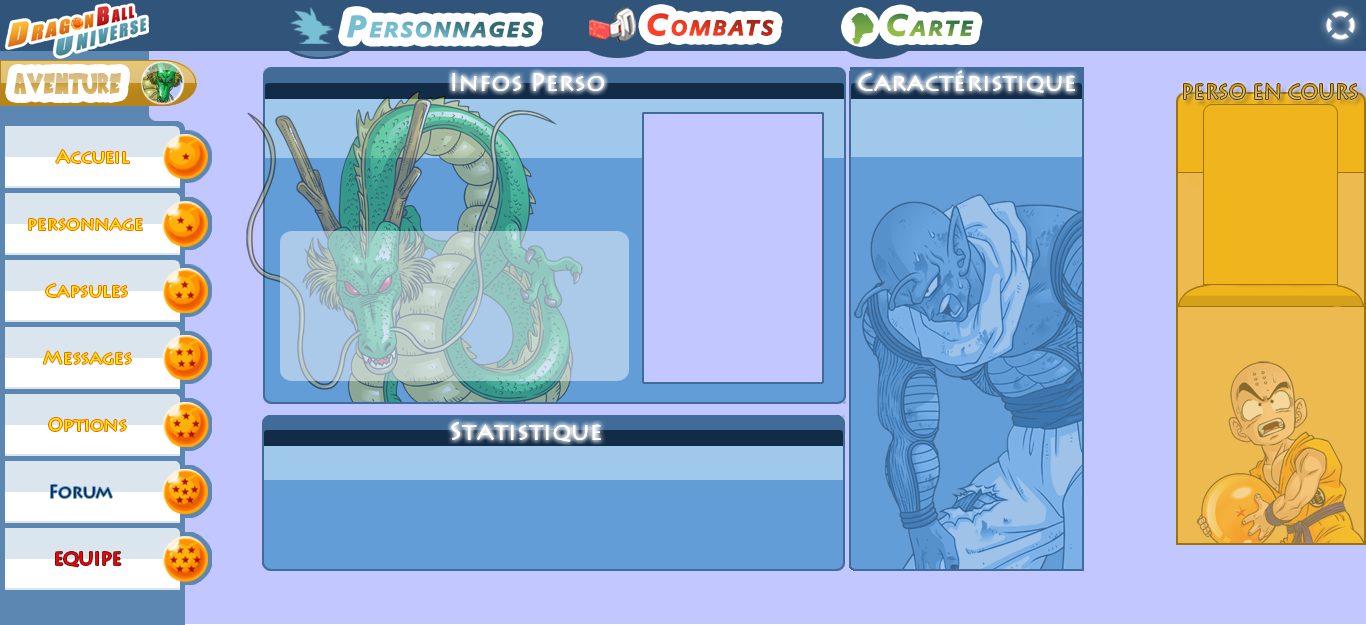 DRAGON BALL
UNIVERSE
PERSONNAGES
COMBATS
CARTE
AVENTURE
ACCUEIL
PERSONNAGE
CAPSULES
MESSAGES
OPTIONS
FORUM
EQUIPE
INFOS PERSO
CARACTÉRISTIQUE
STATISTIQUE
PERSO EN COURS